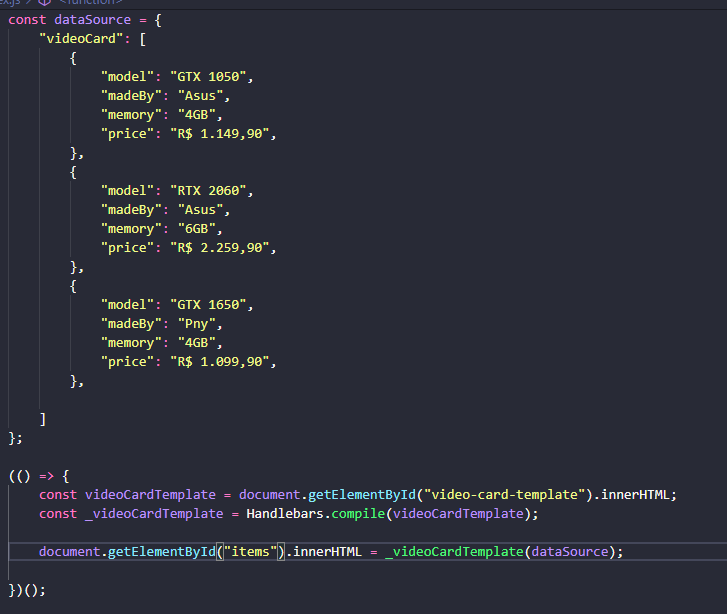 ex.js > <function>
const dataSource = {
"videoCard": [
{
"model": "GTX 1050",
"madeBy": "Asus",
"memory": "4GB",
"price": "R$ 1.149,90",
},
{
"model": "RTX 2060",
"madeBy": "Asus",
"memory": "6GB",
"price": "R$ 2.259,90",
},
{
"model": "GTX 1650",
"madeBy": "Pny",
"memory": "4GB",
"price": "R$ 1.099,90",
},
]
};
(() => {
const videoCardTemplate = document.getElementById("video-card-template").innerHTML;
const _videoCardTemplate = Handlebars.compile(videoCardTemplate);
document.getElementById("items").innerHTML = _videoCardTemplate(dataSource);
})();